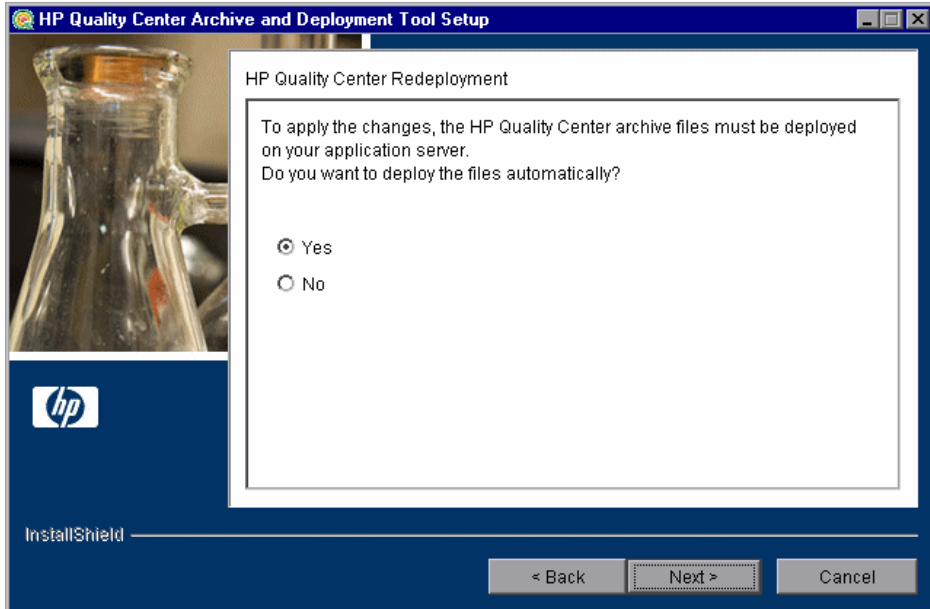 HP Quality Center Archive and Deployment Tool Setup
HP Quality Center Redeployment
To apply the changes, the HP Quality Center archive files must be deployed
on your application server.
Do you want to deploy the files automatically?
Yes
No
hp
InstallShield
< Back
Next >
Cancel